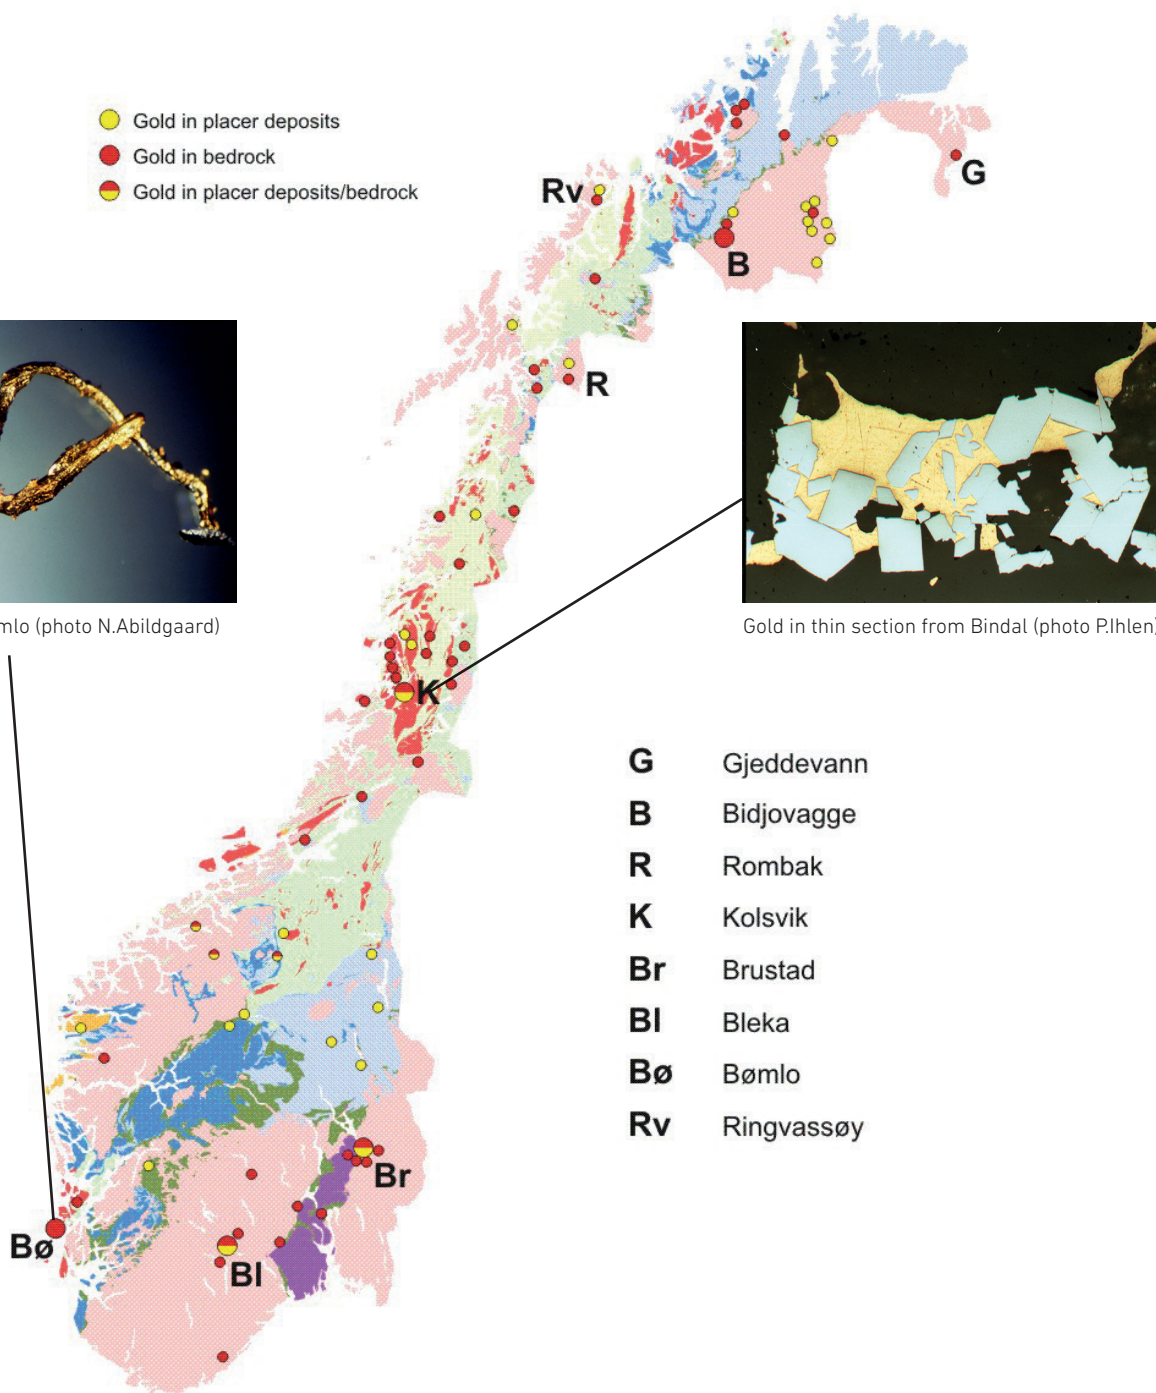 Gold in placer deposits
Gold in bedrock
Gold in placer deposits/bedrock
Rv
G
B
R
mlo (photo N.Abildgaard)
Gold in thin section from Bindal (photo P.Ihlen)
K
G Gjeddevann
B Bidjovagge
R Rombak
K Kolsvik
Br Brustad
Bl Bleka
Bø Bømlo
Rv Ringvassøy
Br
Bø
Bl